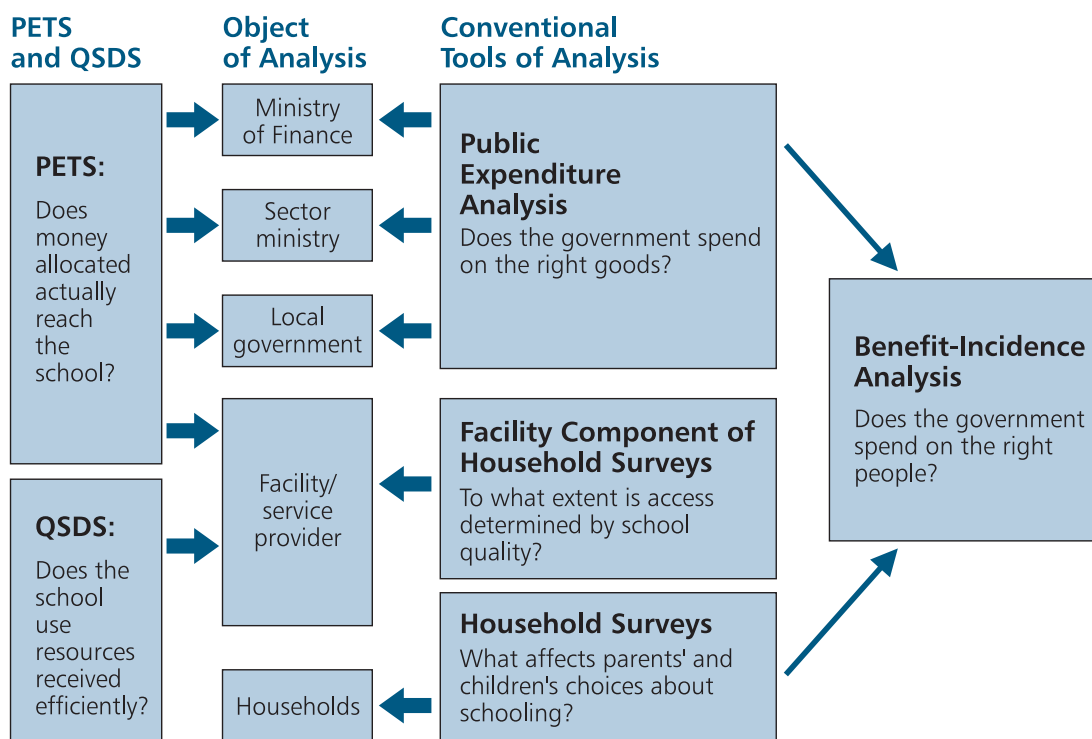 PETS
and QSDS
Object
of Analysis
Conventional
Tools of Analysis
PETS:
Does
money
allocated
actually
reach
the
school?
QSDS:
Does the
school
use
resources
received
efficiently?
Ministry
of Finance
Sector
ministry
Local
government
Facility/
service
provider
Households
Public
Expenditure
Analysis
Does the government spend
on the right goods?
Facility Component of
Household Surveys
To what extent is access
determined by school
quality?
Household Surveys
What affects parents' and
children's choices about
schooling?
Benefit-Incidence
Analysis
Does the government
spend on the right
people?